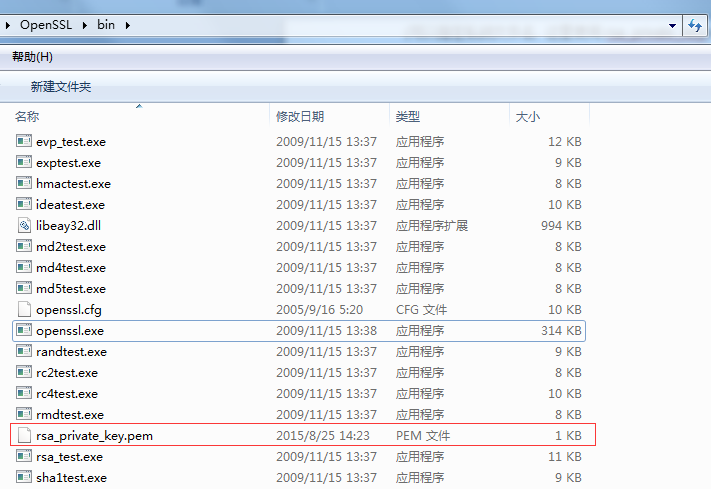 OpenSSL bin
帮助(H)
新建文件夹
名称 修改日期 类型 大小
evp_test.exe 2009/11/15 13:37 应用程序 12 KB
exptest.exe 2009/11/15 13:37 应用程序 9 KB
hmactest.exe 2009/11/15 13:37 应用程序 8 KB
ideatest.exe 2009/11/15 13:37 应用程序 10 KB
libeay32.dll 2009/11/15 13:37 应用程序扩展 994 KB
md2test.exe 2009/11/15 13:37 应用程序 8 KB
md4test.exe 2009/11/15 13:37 应用程序 8 KB
md5test.exe 2009/11/15 13:37 应用程序 8 KB
openssl.cfg 2005/9/16 5:20 CFG 文件 10 KB
openssl.exe 2009/11/15 13:38 应用程序 314 KB
randtest.exe 2009/11/15 13:37 应用程序 9 KB
rc2test.exe 2009/11/15 13:37 应用程序 8 KB
rc4test.exe 2009/11/15 13:37 应用程序 10 KB
rmdtest.exe 2009/11/15 13:37 应用程序 8 KB
rsa_private_key.pem 2015/8/25 14:23 PEM 文件 1 KB
rsa_test.exe 2009/11/15 13:37 应用程序 11 KB
sha1test.exe 2009/11/15 13:37 应用程序 9 KB